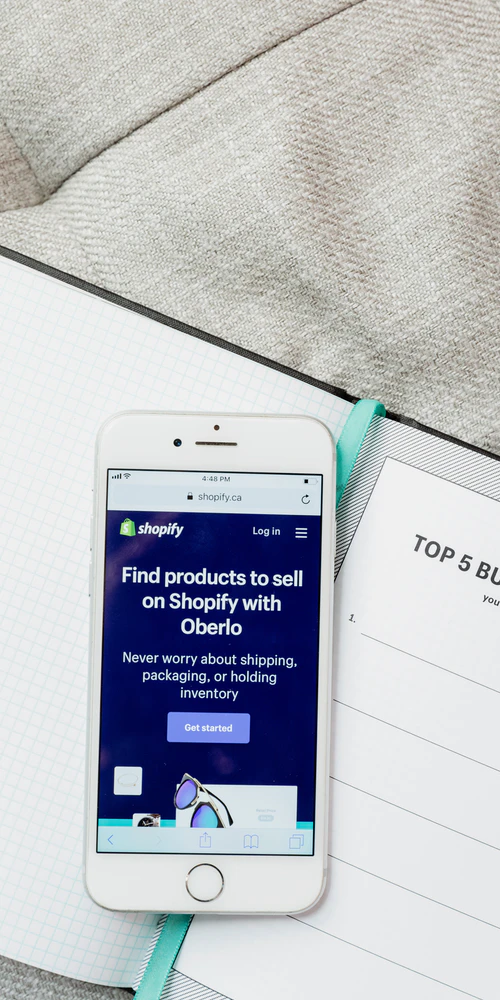 4:48 PM
shopify.ca
shopify
Log in
Find products to sell
on Shopify with
Oberlo
Never worry about shipping,
packaging, or holding
inventory
Get started
TOP 5 BU
you
1.